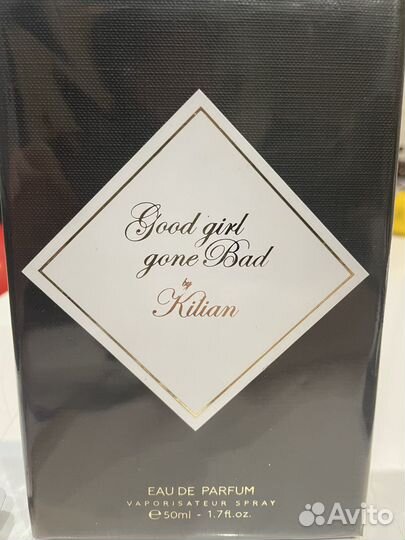 Good girl
gone Bad
by
Kilian
EAU DE PARFUM
VAPORISATEUR SPRAY
℮50ml - 1.7fl.oz.
Avito